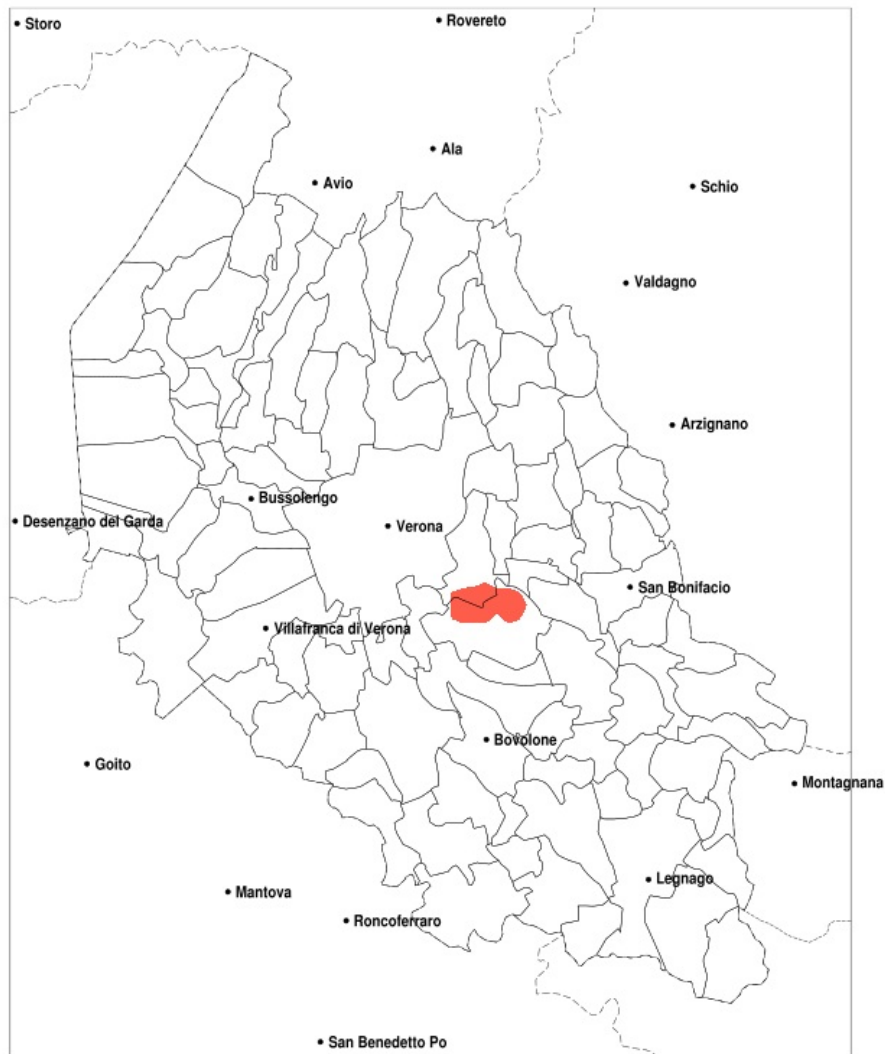 Storo
Rovereto
Ala
Avio
Schio
Valdagno
Arzignano
Bussolengo
Desenzano del Garda
Verona
San Bonifacio
Villafranca di Verona
Bovolone
Goito
Montagnana
Legnago
Mantova
Roncoferraro
San Benedetto Po